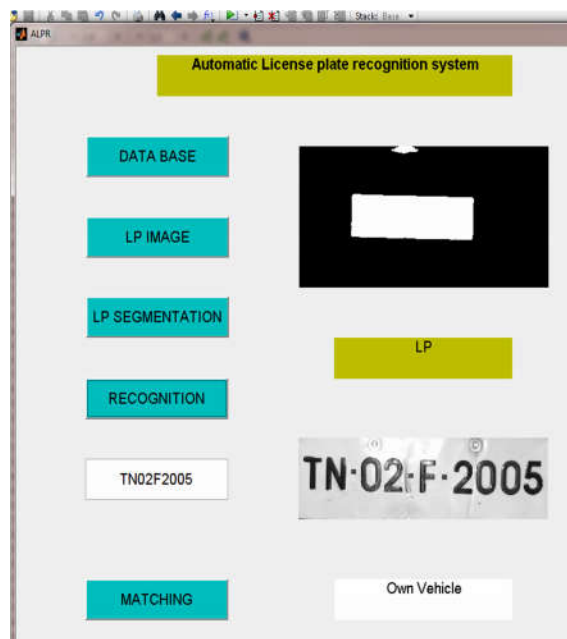 Stack: Base
ALPR
Automatic License plate recognition system
DATA BASE
LP IMAGE
LP SEGMENTATION
LP
RECOGNITION
TN02F2005
TN·02·F·2005
MATCHING
Own Vehicle